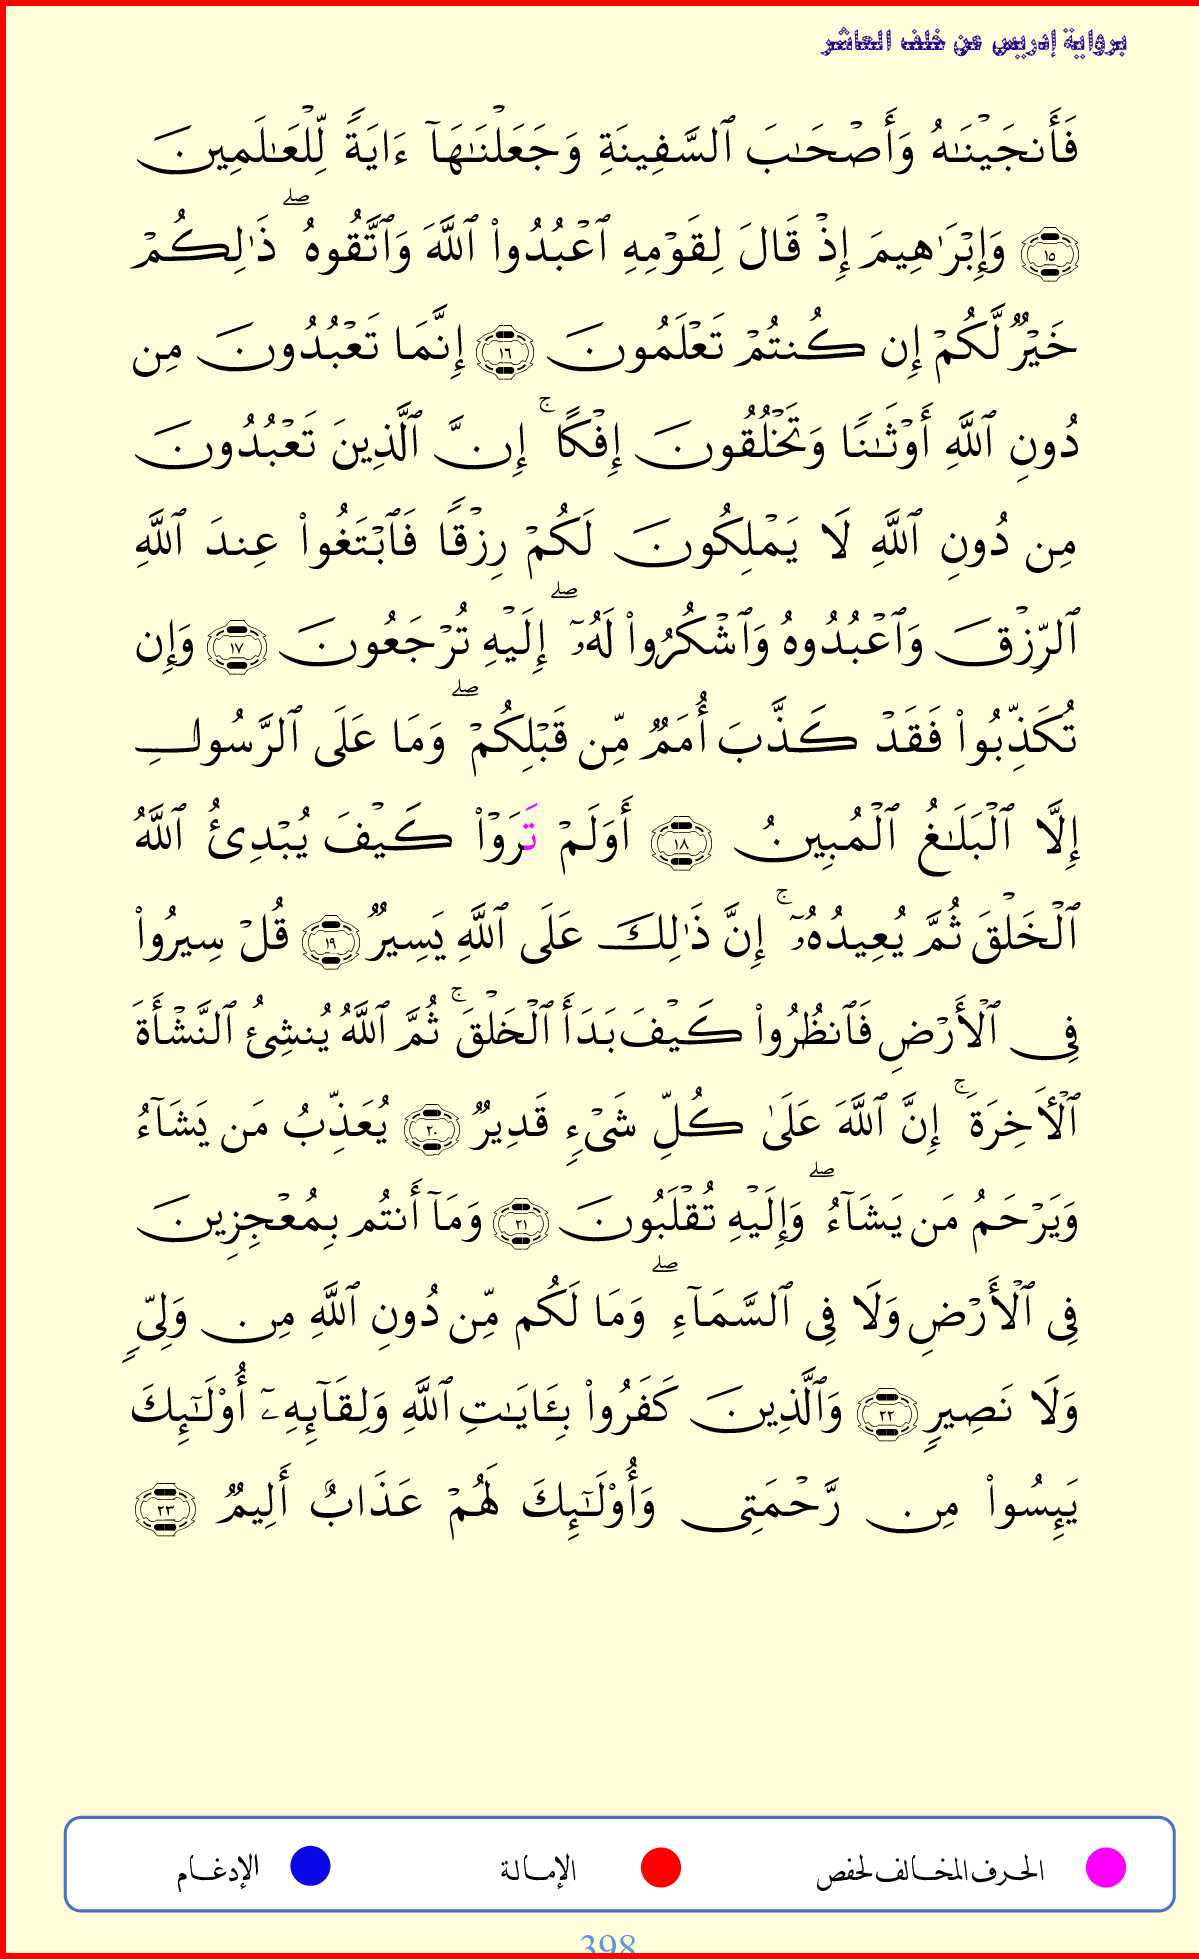 برواية إدريس عن خلف العاشر
فَأَنجَيْنَـٰهُ وَأَصْحَـٰبَ ٱلسَّفِينَةِ وَجَعَلْنَـٰهَآ ءَايَةً لِّلْعَـٰلَمِينَ
١٥ وَإِبْرَٰهِيمَ إِذْ قَالَ لِقَوْمِهِ ٱعْبُدُوا۟ ٱللَّهَ وَٱتَّقُوهُ ۖ ذَٰلِكُمْ
خَيْرٌ لَّكُمْ إِن كُنتُمْ تَعْلَمُونَ ١٦ إِنَّمَا تَعْبُدُونَ مِن
دُونِ ٱللَّهِ أَوْثَـٰنًا وَتَخْلُقُونَ إِفْكًا ۚ إِنَّ ٱلَّذِينَ تَعْبُدُونَ
مِن دُونِ ٱللَّهِ لَا يَمْلِكُونَ لَكُمْ رِزْقًا فَٱبْتَغُوا۟ عِندَ ٱللَّهِ
ٱلرِّزْقَ وَٱعْبُدُوهُ وَٱشْكُرُوا۟ لَهُۥٓ ۖ إِلَيْهِ تُرْجَعُونَ ١٧ وَإِن
تُكَذِّبُوا۟ فَقَدْ كَذَّبَ أُمَمٌ مِّن قَبْلِكُمْ ۖ وَمَا عَلَى ٱلرَّسُولِ
إِلَّا ٱلْبَلَـٰغُ ٱلْمُبِينُ ١٨ أَوَلَمْ تَرَوْا۟ كَيْفَ يُبْدِئُ ٱللَّهُ
ٱلْخَلْقَ ثُمَّ يُعِيدُهُۥٓ ۚ إِنَّ ذَٰلِكَ عَلَى ٱللَّهِ يَسِيرٌ ١٩ قُلْ سِيرُوا۟
فِى ٱلْأَرْضِ فَٱنظُرُوا۟ كَيْفَ بَدَأَ ٱلْخَلْقَ ۚ ثُمَّ ٱللَّهُ يُنشِئُ ٱلنَّشْأَةَ
ٱلْـَٔاخِرَةَ ۚ إِنَّ ٱللَّهَ عَلَىٰ كُلِّ شَىْءٍ قَدِيرٌ ٢٠ يُعَذِّبُ مَن يَشَآءُ
وَيَرْحَمُ مَن يَشَآءُ ۖ وَإِلَيْهِ تُقْلَبُونَ ٢١ وَمَآ أَنتُم بِمُعْجِزِينَ
فِى ٱلْأَرْضِ وَلَا فِى ٱلسَّمَآءِ ۖ وَمَا لَكُم مِّن دُونِ ٱللَّهِ مِن وَلِىٍّ
وَلَا نَصِيرٍ ٢٢ وَٱلَّذِينَ كَفَرُوا۟ بِـَٔايَـٰتِ ٱللَّهِ وَلِقَآئِهِۦٓ أُو۟لَـٰٓئِكَ
يَئِسُوا۟ مِن رَّحْمَتِى وَأُو۟لَـٰٓئِكَ لَهُمْ عَذَابٌ أَلِيمٌ ٢٣
الحرف المخالف لحفص الإمالة الإدغام
398